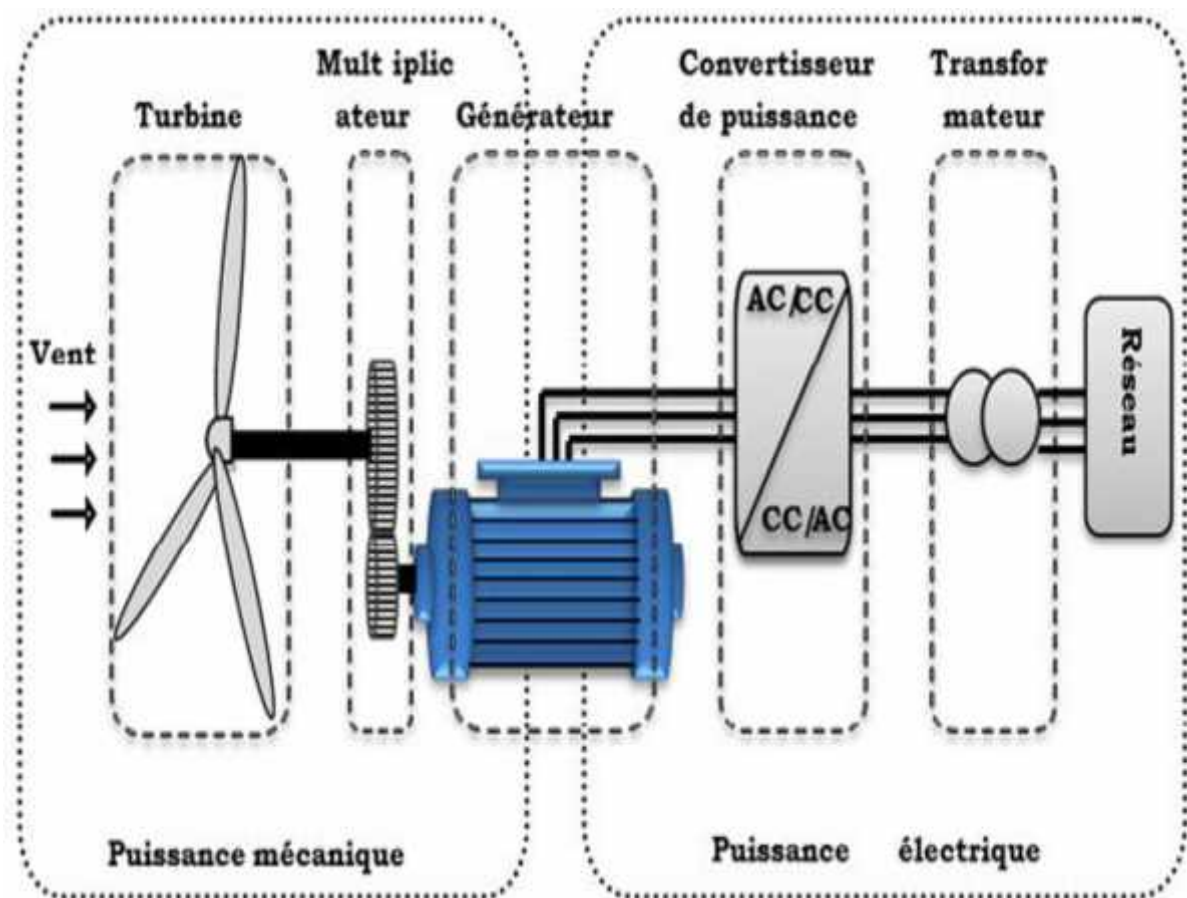 Mult iplic
ateur
Turbine
Générateur
Convertisseur
de puissance
Transfor
mateur
Vent
AC/CC
CC/AC
Réseau
Puissance mécanique
Puissance électrique